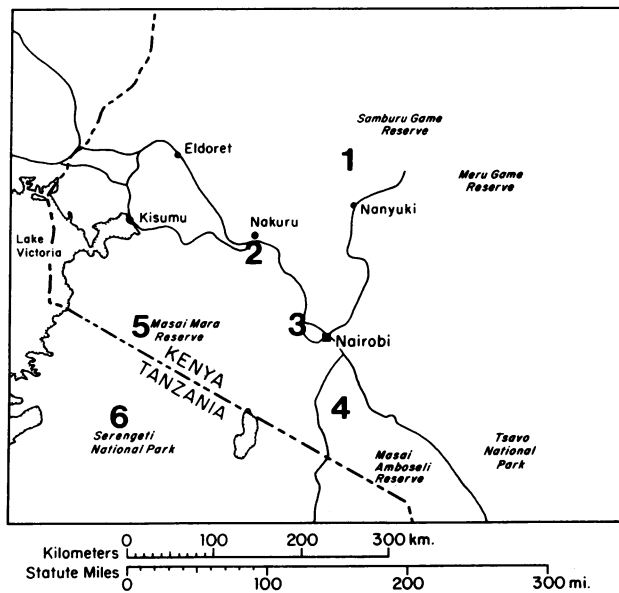 Samburu Game
Reserve
1
Eldoret
Meru Game
Reserve
Nanyuki
Kisumu
Nakuru
Lake
Victoria
2
5
Masai Mara
Reserve
3
Nairobi
KENYA
TANZANIA
4
6
Serengeti
National Park
Masai
Amboseli
Reserve
Tsavo
National
Park
Kilometers
0 100 200 300 km.
Statute Miles
0 100 200 300 mi.